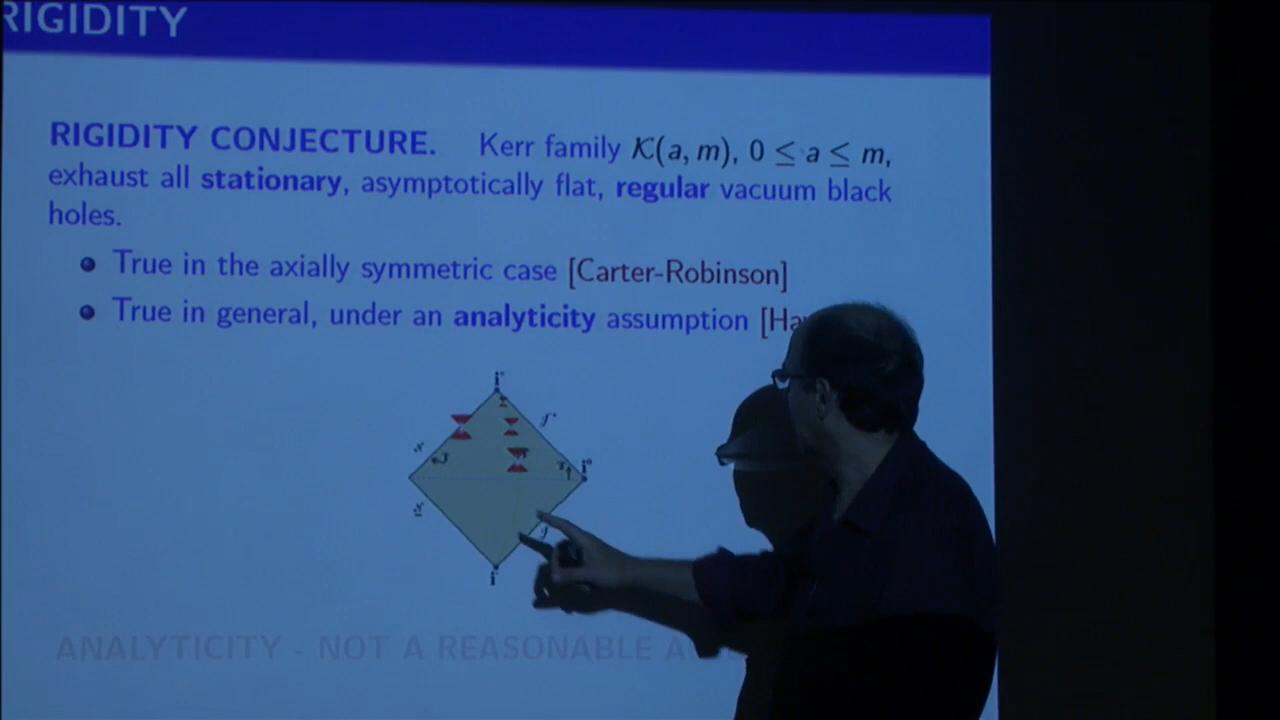 RIGIDITY
RIGIDITY CONJECTURE. Kerr family K(a, m), 0 ≤ a ≤ m,
exhaust all stationary, asymptotically flat, regular vacuum black
holes.
True in the axially symmetric case [Carter-Robinson]
True in general, under an analyticity assumption [Ha
ANALYTICITY - NOT A REASONABLE